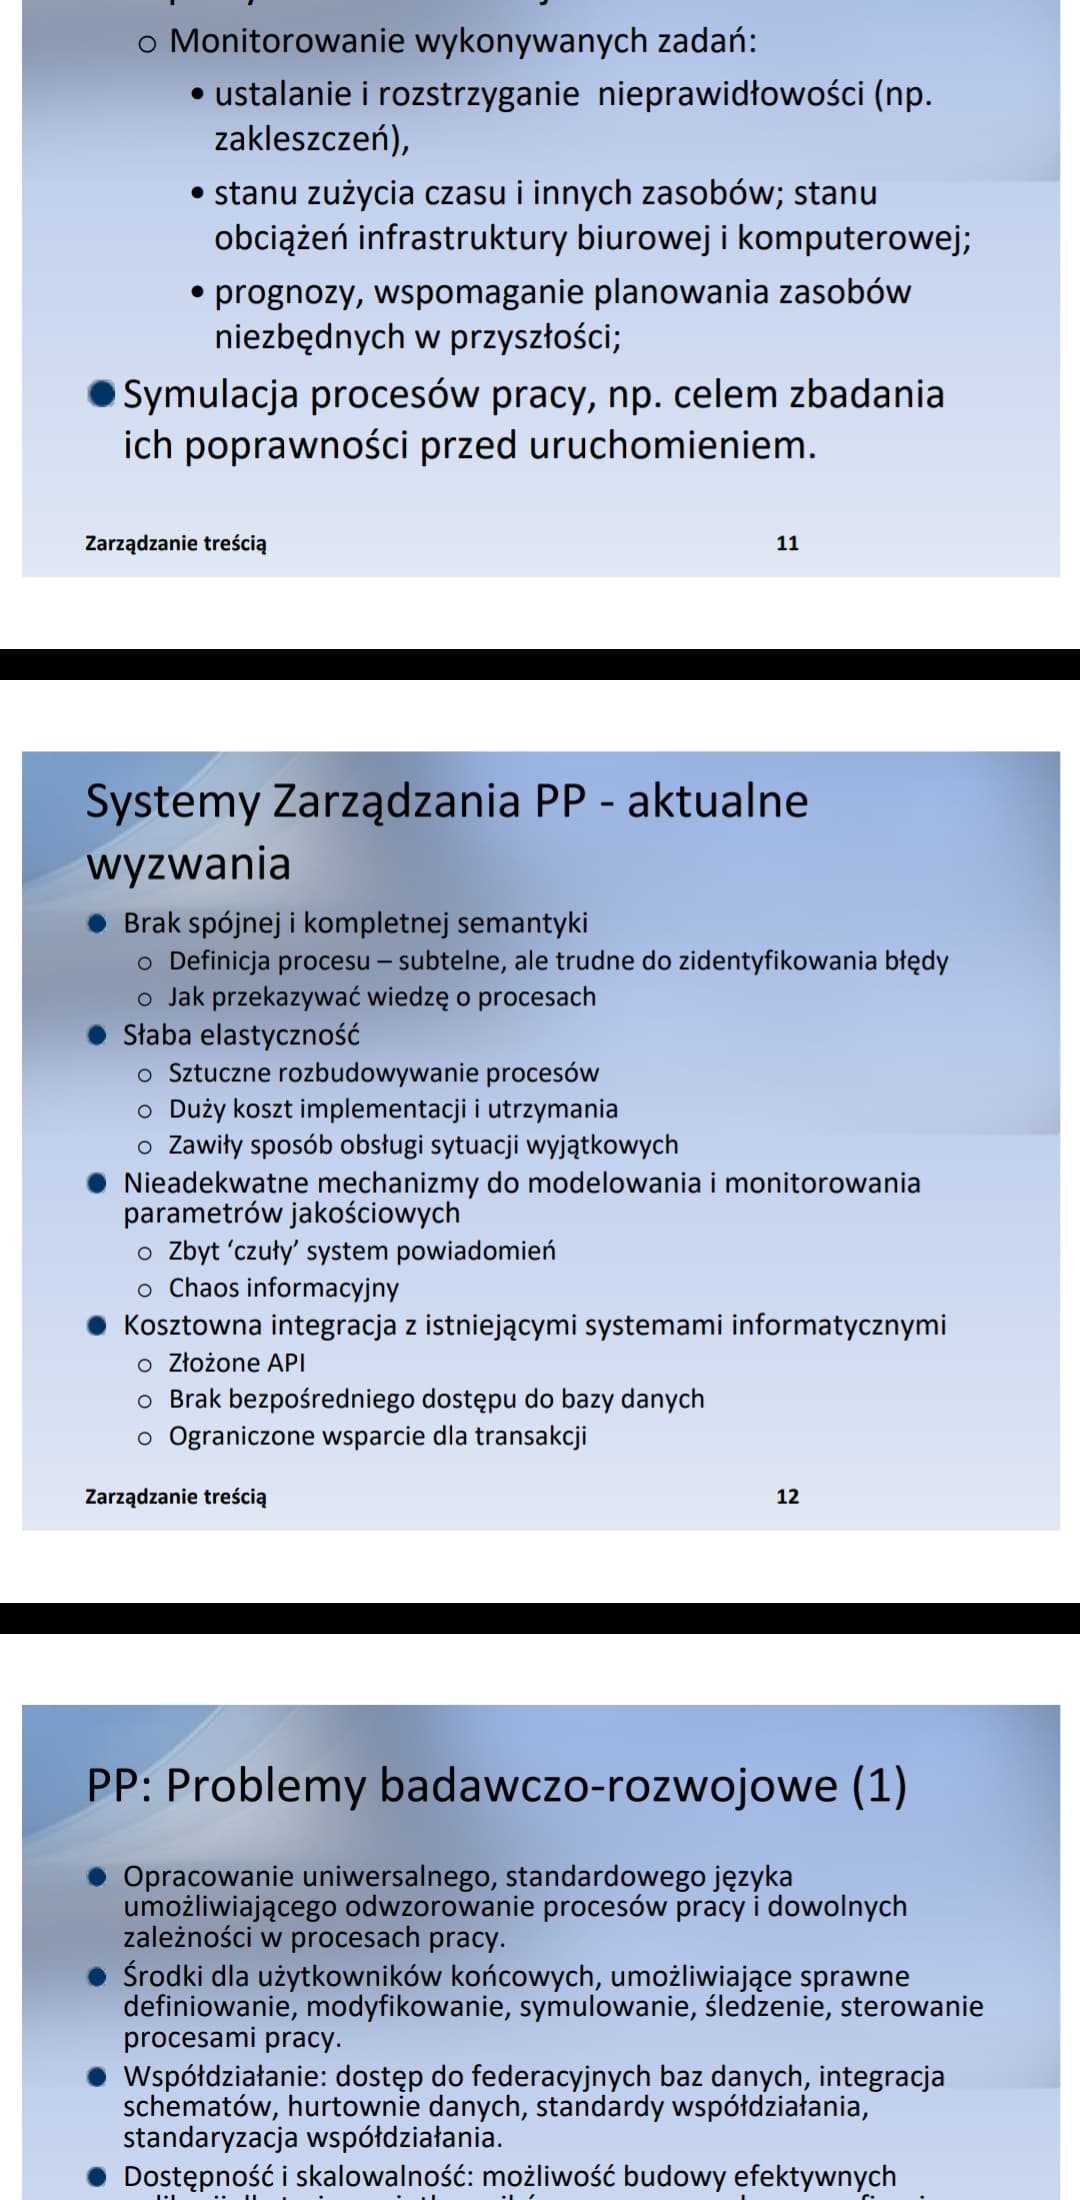 o Monitorowanie wykonywanych zadań:
• ustalanie i rozstrzyganie nieprawidłowości (np.
zakleszczeń),
• stanu zużycia czasu i innych zasobów; stanu
obciążeń infrastruktury biurowej i komputerowej;
• prognozy, wspomaganie planowania zasobów
niezbędnych w przyszłości;
● Symulacja procesów pracy, np. celem zbadania
ich poprawności przed uruchomieniem.
Zarządzanie treścią 11
Systemy Zarządzania PP - aktualne
wyzwania
● Brak spójnej i kompletnej semantyki
o Definicja procesu – subtelne, ale trudne do zidentyfikowania błędy
o Jak przekazywać wiedzę o procesach
● Słaba elastyczność
o Sztuczne rozbudowywanie procesów
o Duży koszt implementacji i utrzymania
o Zawiły sposób obsługi sytuacji wyjątkowych
● Nieadekwatne mechanizmy do modelowania i monitorowania
parametrów jakościowych
o Zbyt ‘czuły’ system powiadomień
o Chaos informacyjny
● Kosztowna integracja z istniejącymi systemami informatycznymi
o Złożone API
o Brak bezpośredniego dostępu do bazy danych
o Ograniczone wsparcie dla transakcji
Zarządzanie treścią 12
PP: Problemy badawczo-rozwojowe (1)
● Opracowanie uniwersalnego, standardowego języka
umożliwiającego odwzorowanie procesów pracy i dowolnych
zależności w procesach pracy.
● Środki dla użytkowników końcowych, umożliwiające sprawne
definiowanie, modyfikowanie, symulowanie, śledzenie, sterowanie
procesami pracy.
● Współdziałanie: dostęp do federacyjnych baz danych, integracja
schematów, hurtownie danych, standardy współdziałania,
standaryzacja współdziałania.
● Dostępność i skalowalność: możliwość budowy efektywnych